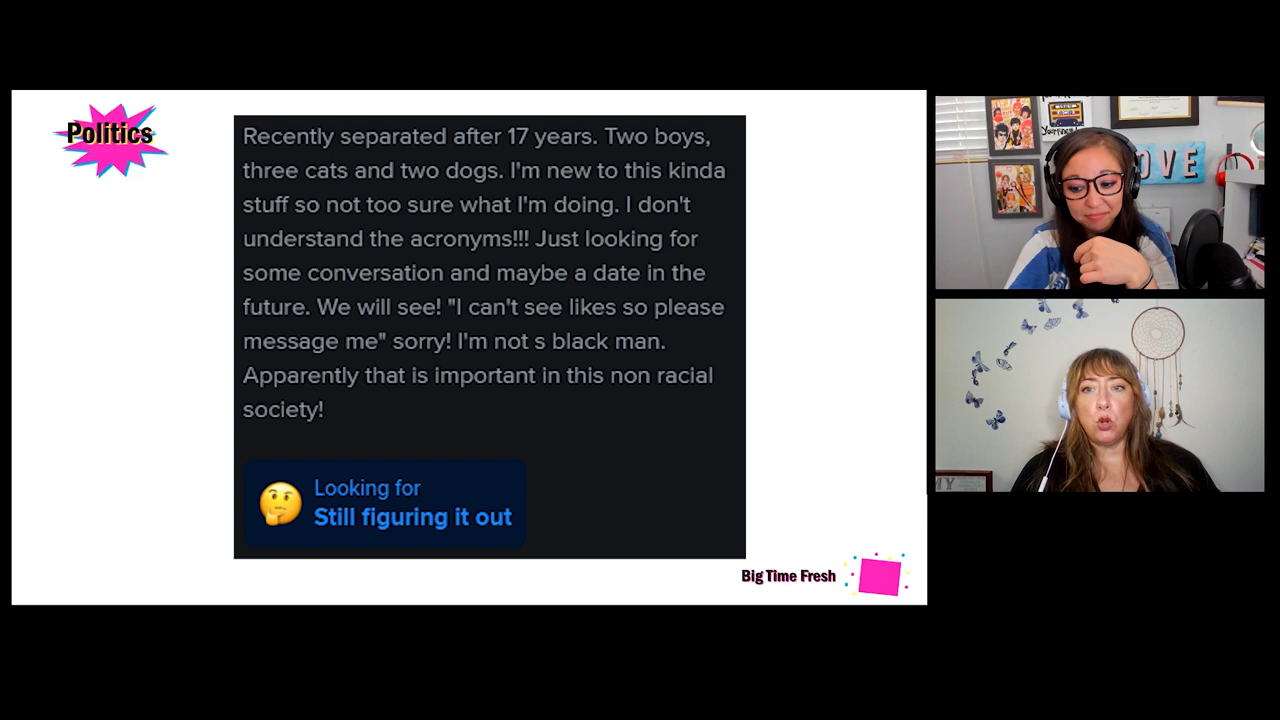 Politics
Recently separated after 17 years. Two boys,
three cats and two dogs. I'm new to this kinda
stuff so not too sure what I'm doing. I don't
understand the acronyms!!! Just looking for
some conversation and maybe a date in the
future. We will see! "I can't see likes so please
message me" sorry! I'm not s black man.
Apparently that is important in this non racial
society!
Looking for
Still figuring it out
Big Time Fresh
OVE
MY